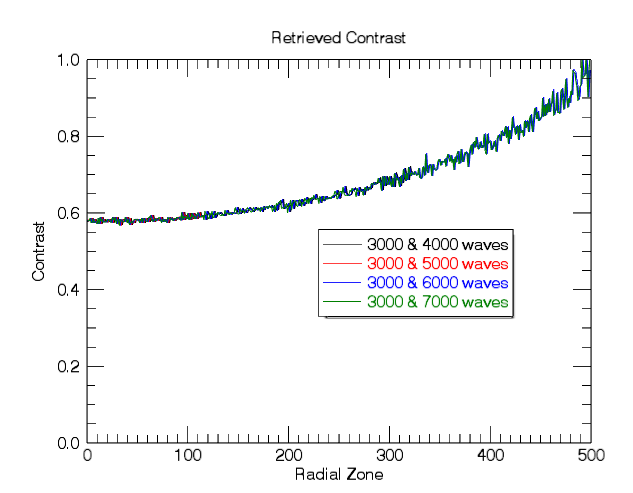 Retrieved Contrast
1.0
0.8
0.6
0.4
0.2
0.0
Contrast
3000 & 4000 waves
3000 & 5000 waves
3000 & 6000 waves
3000 & 7000 waves
0 100 200 300 400 500
Radial Zone